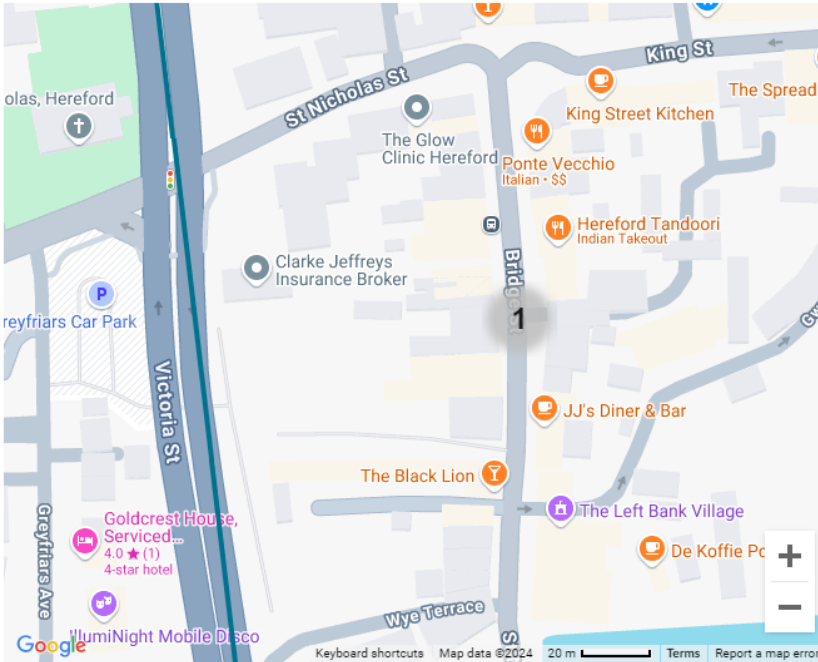 King St
olas, Hereford
St Nicholas St
The Spread
King Street Kitchen
The Glow
Clinic Hereford
Ponte Vecchio
Italian • $$
Hereford Tandoori
Indian Takeout
Clarke Jeffreys
Insurance Broker
Bridge St
P
reyfriars Car Park
1
Gw
Victoria St
JJ's Diner & Bar
The Black Lion
Greyfriars Ave
Goldcrest House,
Serviced...
4.0 ★ (1)
4-star hotel
The Left Bank Village
De Koffie Po
+
Wye Terrace
IllumiNight Mobile Disco
S
−
Google
Keyboard shortcuts
Map data ©2024
20 m
Terms
Report a map error